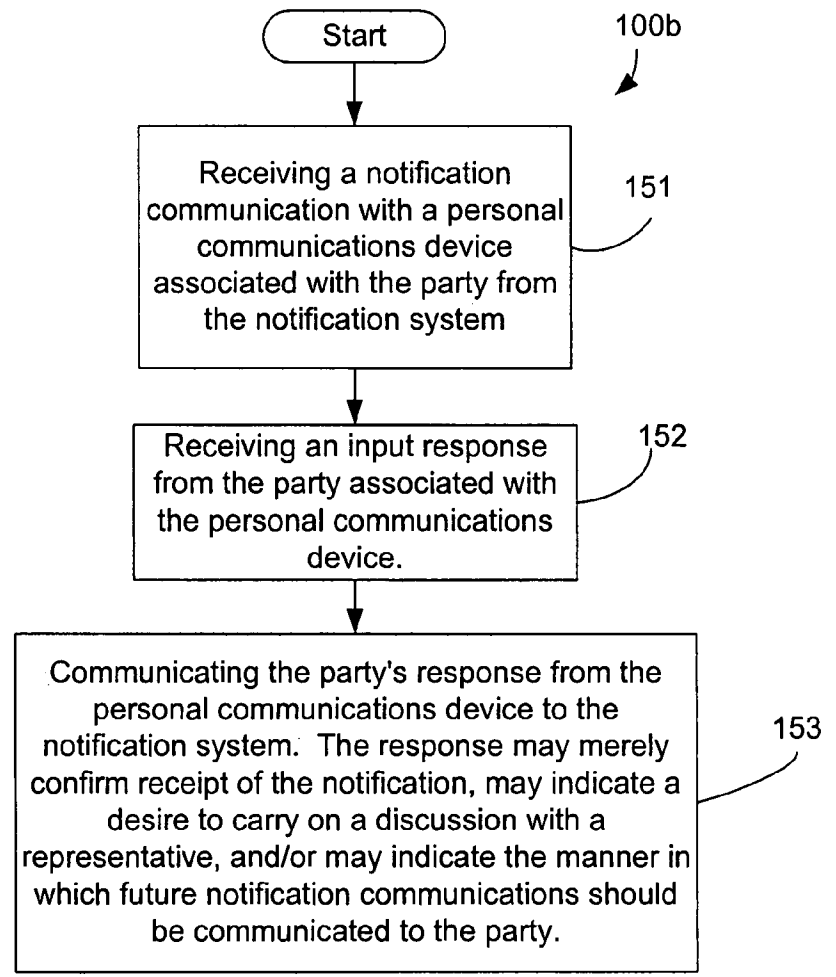 Start
100b
Receiving a notification
communication with a personal
communications device
associated with the party from
the notification system
151
Receiving an input response
from the party associated with
the personal communications
device.
152
Communicating the party's response from the
personal communications device to the
notification system. The response may merely
confirm receipt of the notification, may indicate a
desire to carry on a discussion with a
representative, and/or may indicate the manner in
which future notification communications should
be communicated to the party.
153